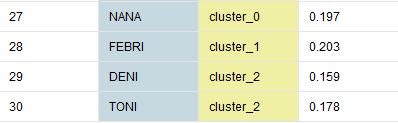 27 NANA cluster_0 0.197
28 FEBRI cluster_1 0.203
29 DENI cluster_2 0.159
30 TONI cluster_2 0.178